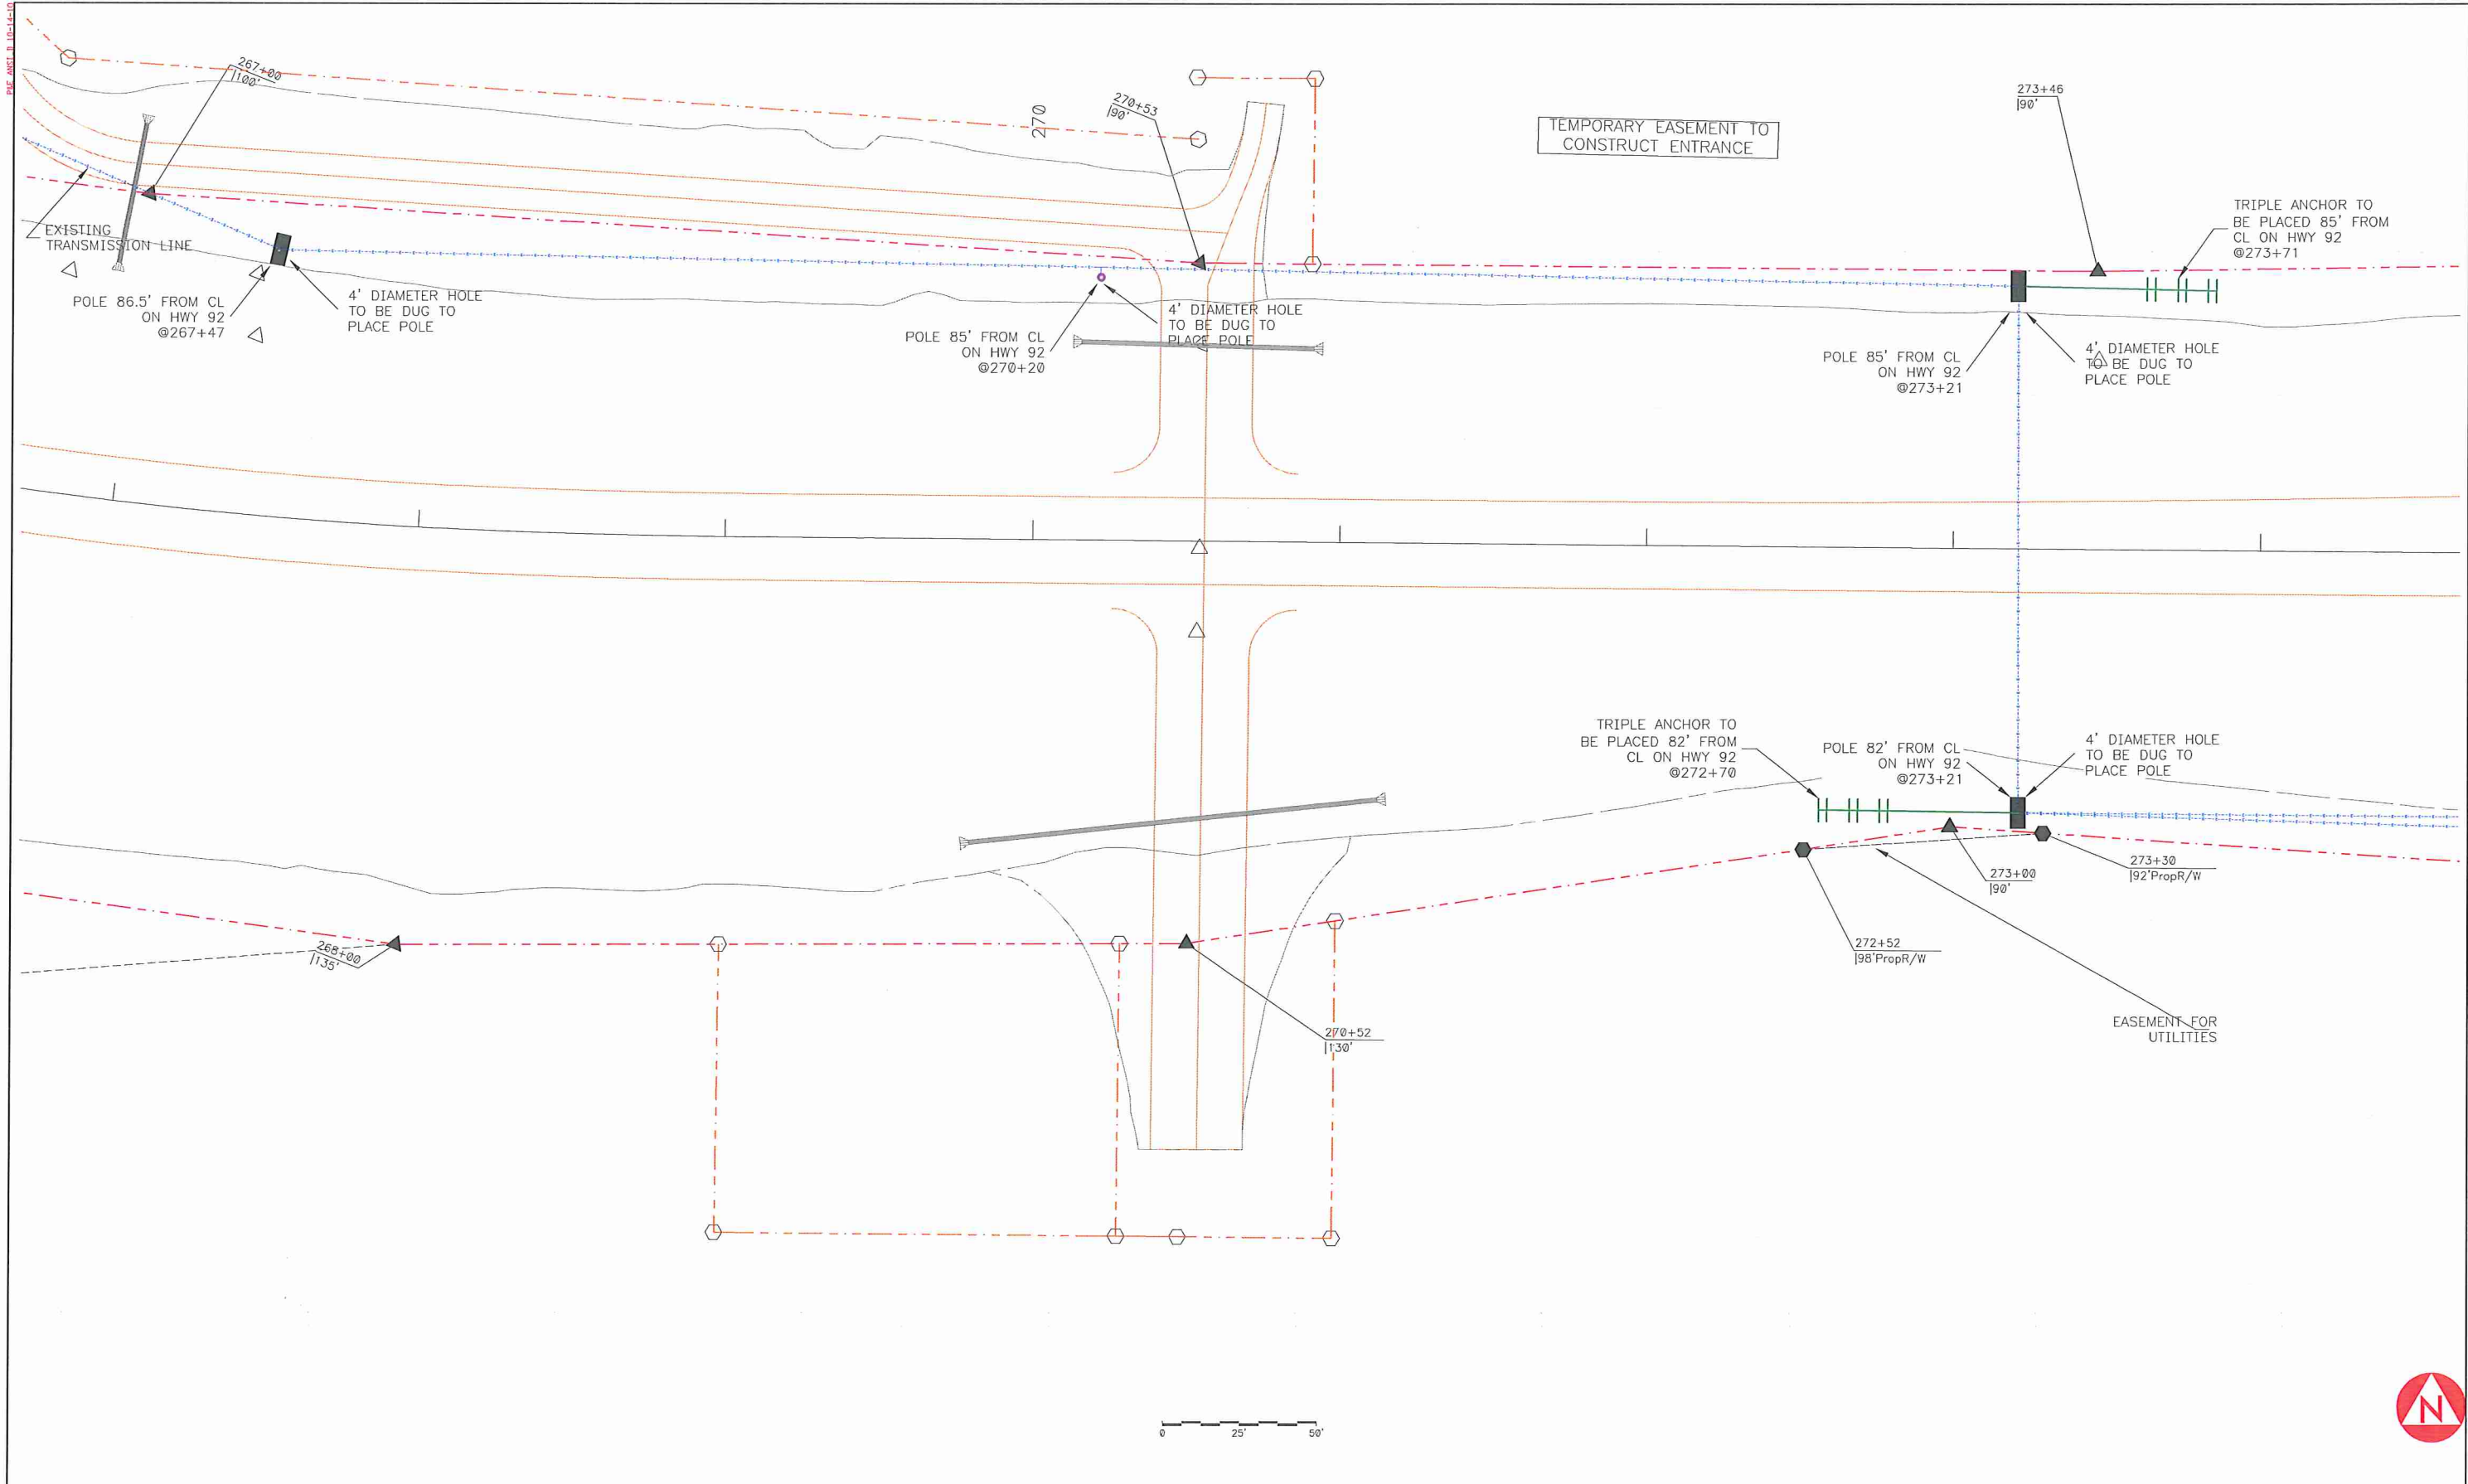 PLE ANSI D 10-14-10
267+00
100'
270
270+53
90'
TEMPORARY EASEMENT TO
CONSTRUCT ENTRANCE
273+46
90'
TRIPLE ANCHOR TO
BE PLACED 85' FROM
CL ON HWY 92
@273+71
EXISTING
TRANSMISSION LINE
POLE 86.5' FROM CL
ON HWY 92
@267+47
4' DIAMETER HOLE
TO BE DUG TO
PLACE POLE
POLE 85' FROM CL
ON HWY 92
@270+20
4' DIAMETER HOLE
TO BE DUG TO
PLACE POLE
POLE 85' FROM CL
ON HWY 92
@273+21
4' DIAMETER HOLE
TO BE DUG TO
PLACE POLE
TRIPLE ANCHOR TO
BE PLACED 82' FROM
CL ON HWY 92
@272+70
POLE 82' FROM CL
ON HWY 92
@273+21
4' DIAMETER HOLE
TO BE DUG TO
PLACE POLE
273+00
90'
273+30
92'PropR/W
268+00
135'
272+52
98'PropR/W
270+52
130'
EASEMENT FOR
UTILITIES
0 25' 50'
N